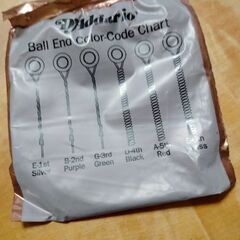 D'Addario
Ball End Color-Code Chart
E-1st B-2nd G-3rd D-4th A-5th
Silver Purple Green Black Red